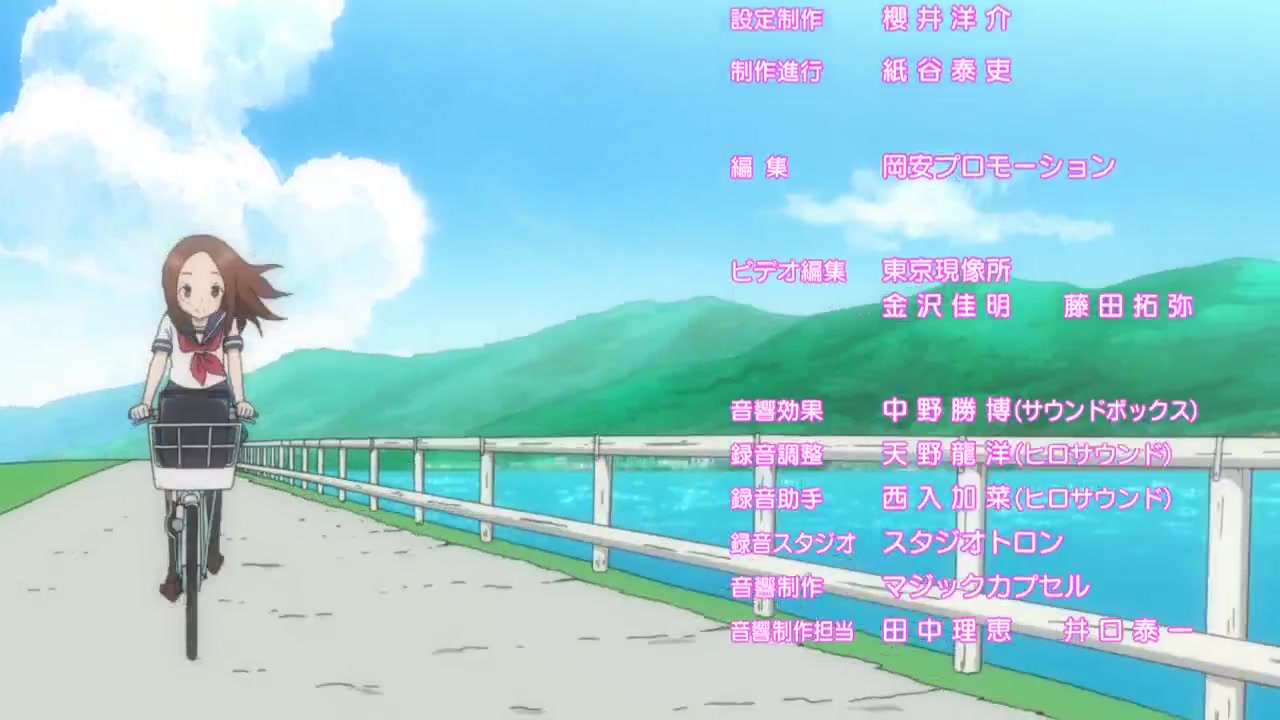 設定制作 櫻井洋介
制作進行 紙谷泰吏
編集 岡安プロモーション
ビデオ編集 東京現像所
金沢佳明 藤田拓弥
音響効果 中野勝博(サウンドボックス)
録音調整 天野龍洋(ヒロサウンド)
録音助手 西入加菜(ヒロサウンド)
録音スタジオ スタジオトロン
音響制作 マジックカプセル
音響制作担当 田中理恵 井口泰一